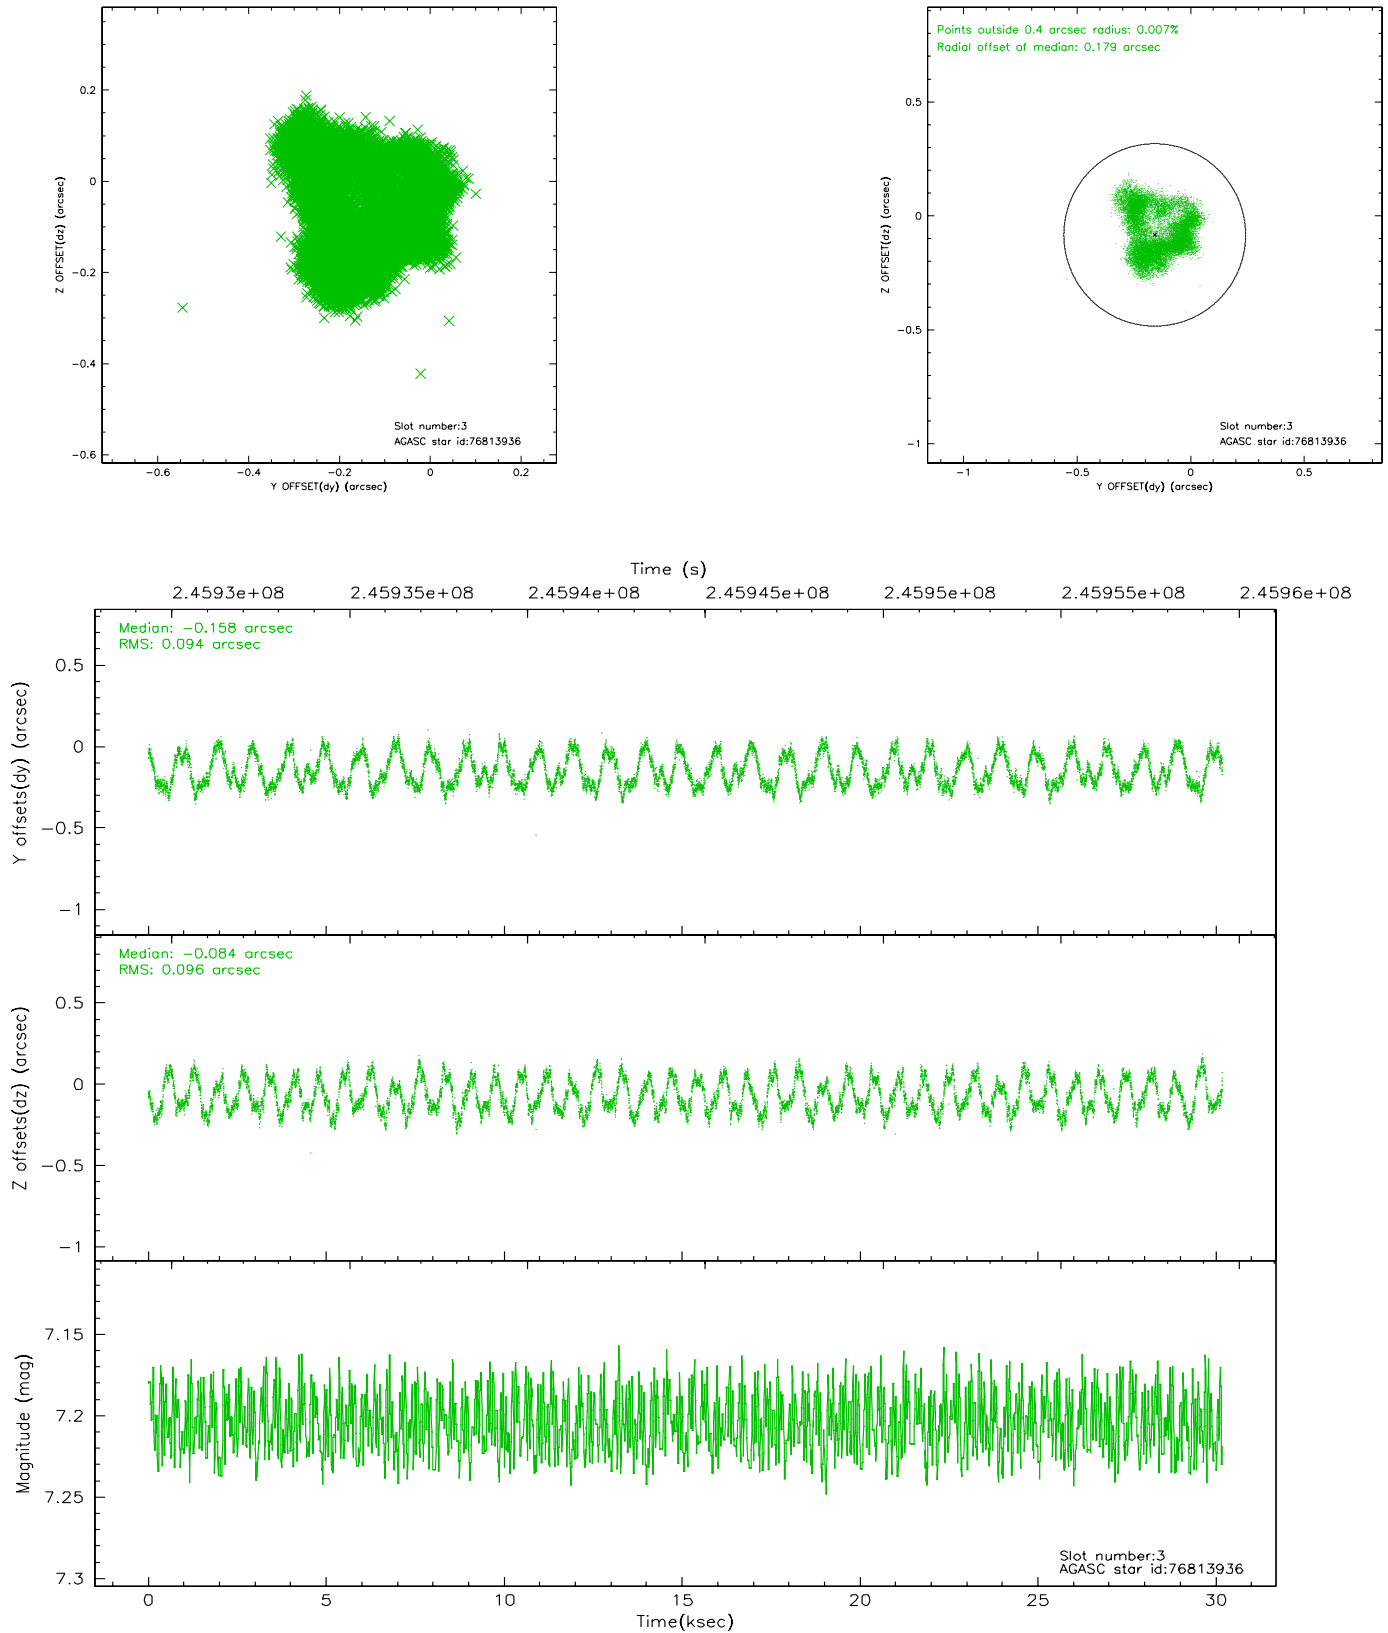 0.2
0
-0.2
-0.4
-0.6
Z OFFSET(dz) (arcsec)
-0.6
-0.4
-0.2
0
0.2
Y OFFSET(dy) (arcsec)
Slot number:3
AGASC star id:76813936
Points outside 0.4 arcsec radius: 0.007%
Radial offset of median: 0.179 arcsec
0.5
0
-0.5
-1
Z OFFSET(dz) (arcsec)
-1
-0.5
0
0.5
Y OFFSET(dy) (arcsec)
Slot number:3
AGASC star id:76813936
Time (s)
2.4593e+08
2.45935e+08
2.4594e+08
2.45945e+08
2.4595e+08
2.45955e+08
2.4596e+08
Median: -0.158 arcsec
RMS: 0.094 arcsec
0.5
0
-0.5
-1
Y offsets(dy) (arcsec)
Median: -0.084 arcsec
RMS: 0.096 arcsec
0.5
0
-0.5
-1
Z offsets(dz) (arcsec)
7.15
7.2
7.25
7.3
Magnitude (mag)
Slot number:3
AGASC star id:76813936
0
5
10
15
20
25
30
Time(ksec)